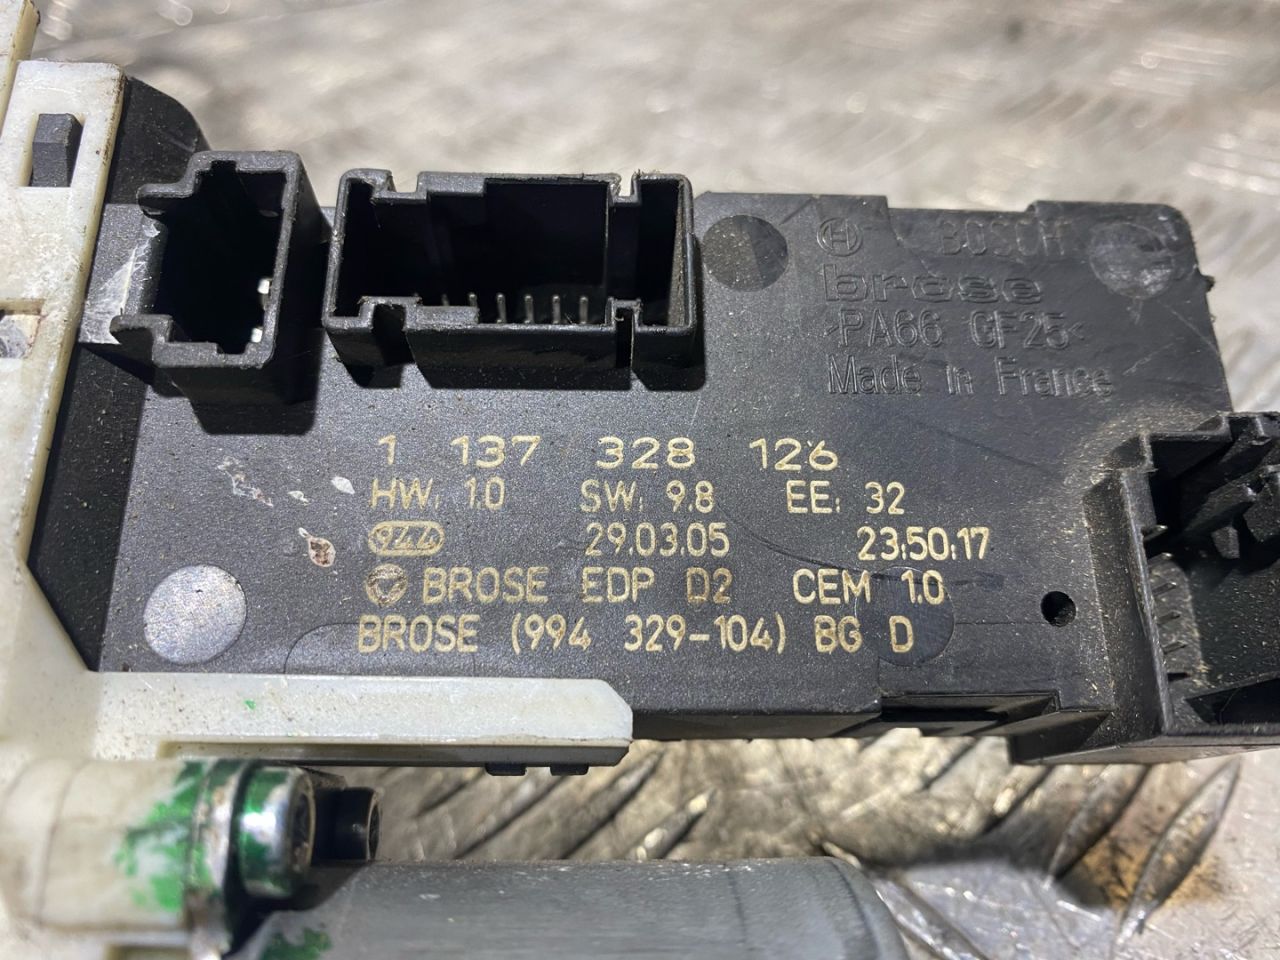 BOSCH
brose
>PA66 GF25<
Made in France
1 137 328 126
HW: 1.0 SW: 9.8 EE: 32
944 29.03.05 23:50:17
BROSE EDP D2 CEM 1.0
BROSE (994 329-104) BG D